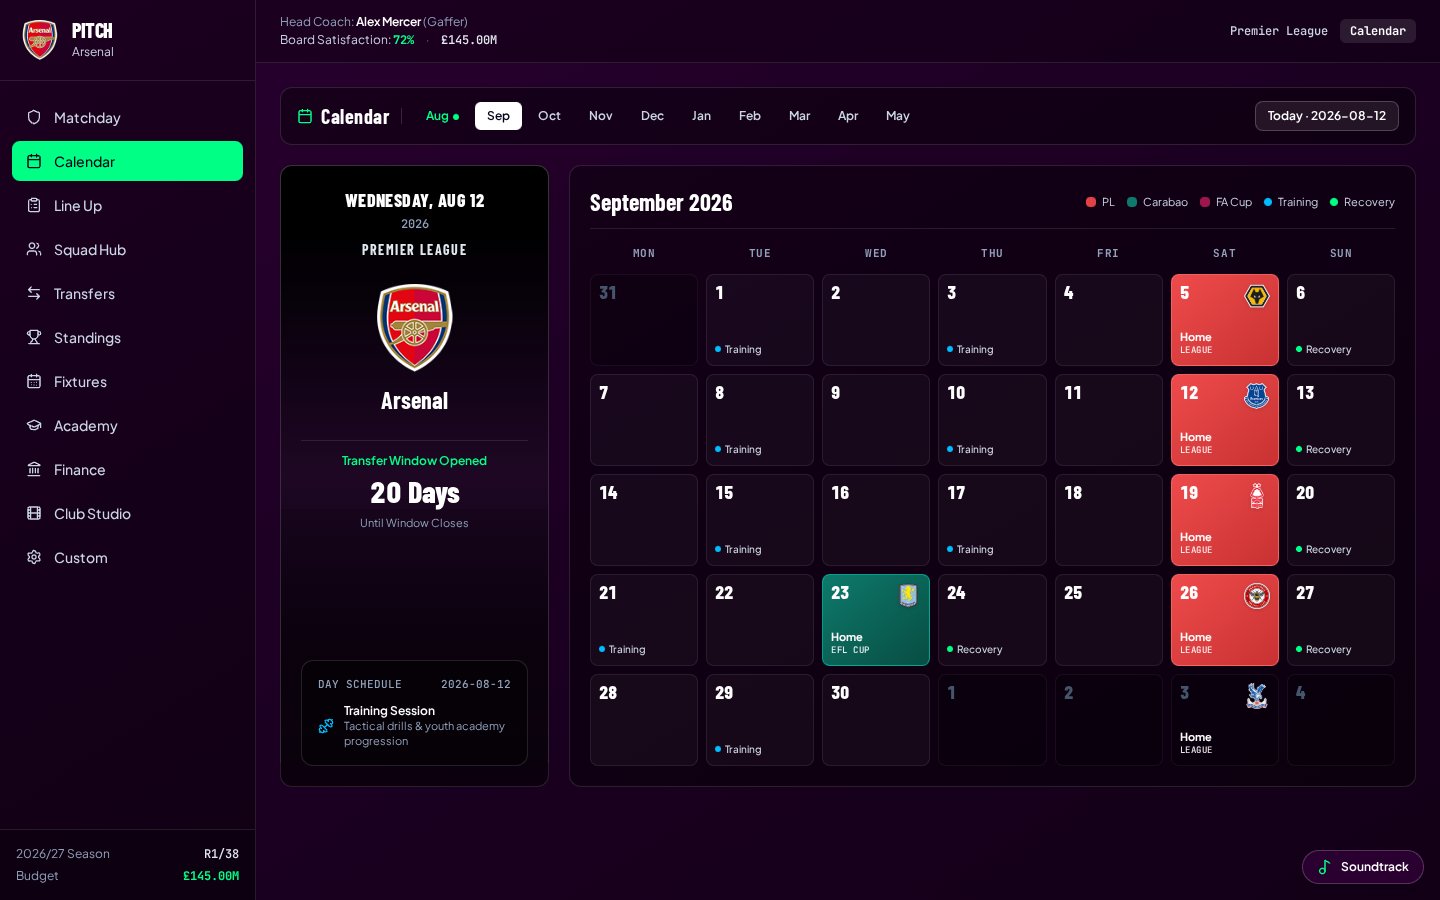 Arsenal
PITCH
Arsenal
Matchday
Calendar
Line Up
Squad Hub
Transfers
Standings
Fixtures
Academy
Finance
Club Studio
Custom
2026/27 Season R1/38
Budget £145.00M
Head Coach: Alex Mercer (Gaffer)
Board Satisfaction: 72% · £145.00M
Premier League Calendar
Calendar Aug Sep Oct Nov Dec Jan Feb Mar Apr May Today · 2026-08-12
WEDNESDAY, AUG 12
2026
PREMIER LEAGUE
Arsenal
Arsenal
Transfer Window Opened
20 Days
Until Window Closes
DAY SCHEDULE 2026-08-12
Training Session
Tactical drills & youth academy
progression
September 2026 PL Carabao FA Cup Training Recovery
MON TUE WED THU FRI SAT SUN
31 1 2 3 4 5 6
Home
Training Training LEAGUE Recovery
7 8 9 10 11 12 13
Home
Training Training LEAGUE Recovery
14 15 16 17 18 19 20
Home
Training Training LEAGUE Recovery
21 22 23 24 25 26 27
Home Home
Training EFL CUP Recovery LEAGUE Recovery
28 29 30 1 2 3 4
Home
Training LEAGUE
Soundtrack